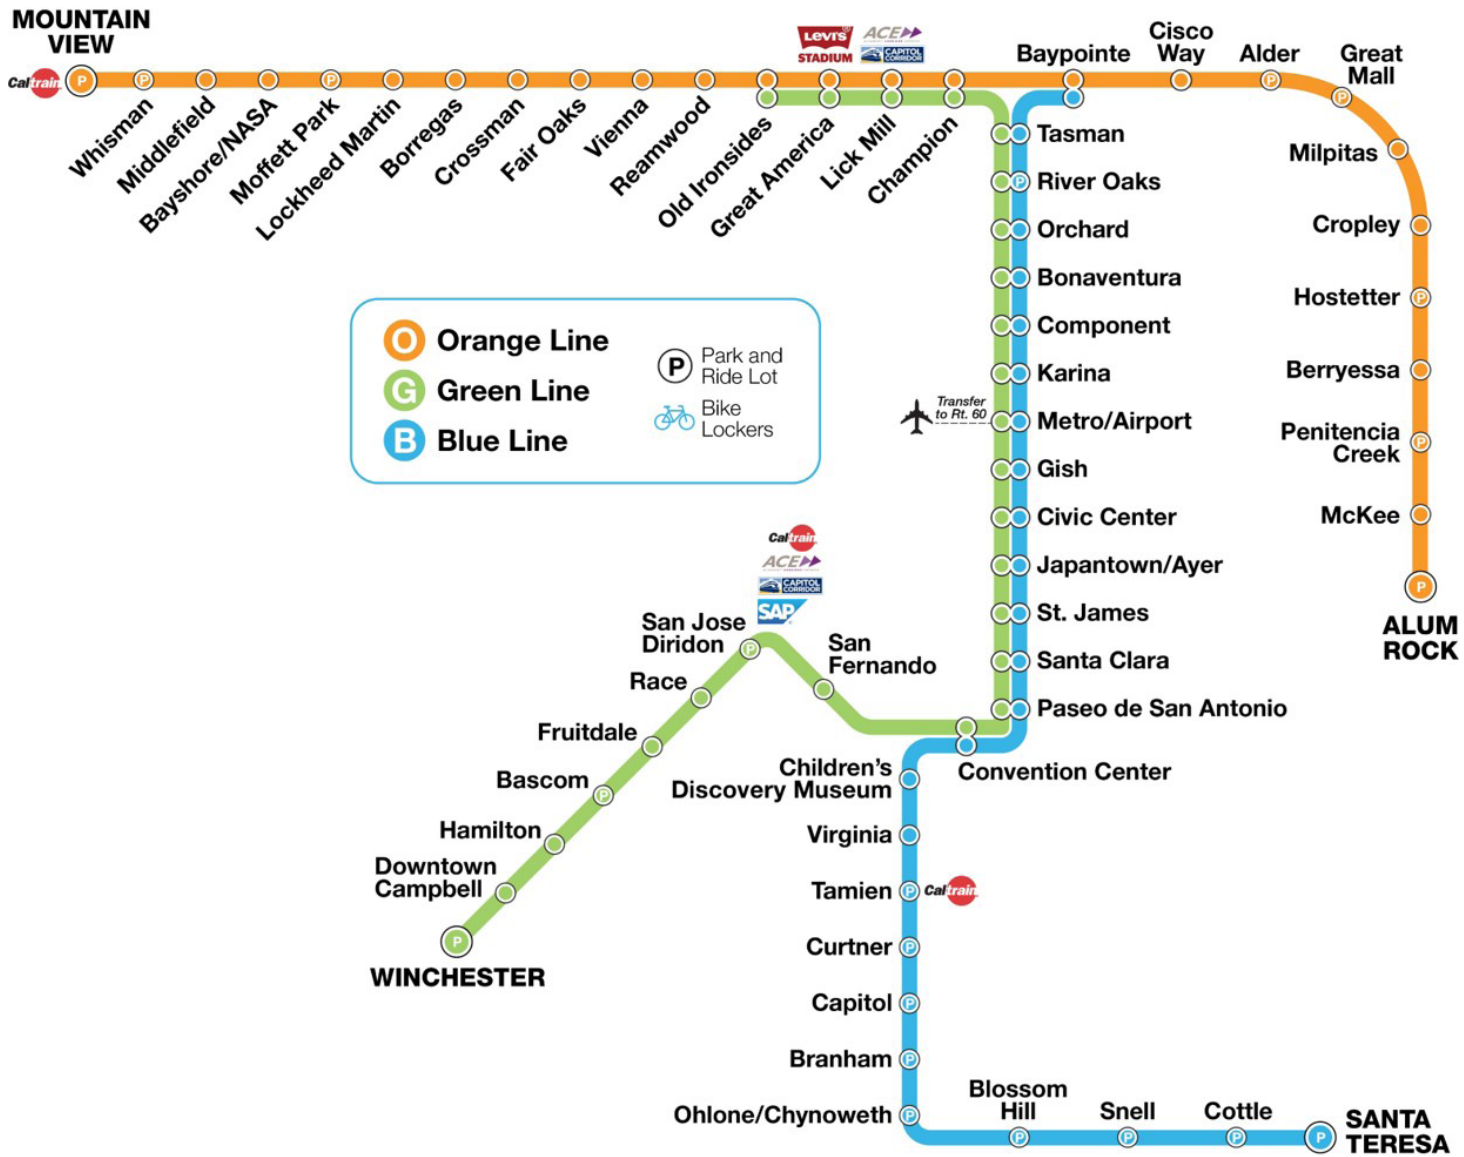 MOUNTAIN
VIEW
Caltrain
P
Whisman
P
Middlefield
Bayshore/NASA
Moffett Park
P
Lockheed Martin
Borregas
Crossman
Fair Oaks
Vienna
Reamwood
Old Ironsides
Great America
Lick Mill
Champion
LEVI'S
STADIUM
ACE
CAPITOL
CORRIDOR
Baypointe
Cisco
Way
Alder
P
Great
Mall
P
Milpitas
Cropley
Hostetter
P
Berryessa
Penitencia
Creek
P
McKee
P
ALUM
ROCK
Tasman
River Oaks
P
Orchard
Bonaventura
Component
Karina
Transfer
to Rt. 60
Metro/Airport
Gish
Civic Center
Japantown/Ayer
St. James
Santa Clara
Paseo de San Antonio
Convention Center
O Orange Line
G Green Line
B Blue Line
P Park and
Ride Lot
Bike
Lockers
Caltrain
ACE
CAPITOL
CORRIDOR
SAP
San Jose
Diridon
P
San
Fernando
Race
Fruitdale
Bascom
P
Hamilton
Downtown
Campbell
P
WINCHESTER
Children's
Discovery Museum
Virginia
Tamien
P
Caltrain
Curtner
P
Capitol
P
Branham
P
Ohlone/Chynoweth
P
Blossom
Hill
P
Snell
P
Cottle
P
P
SANTA
TERESA